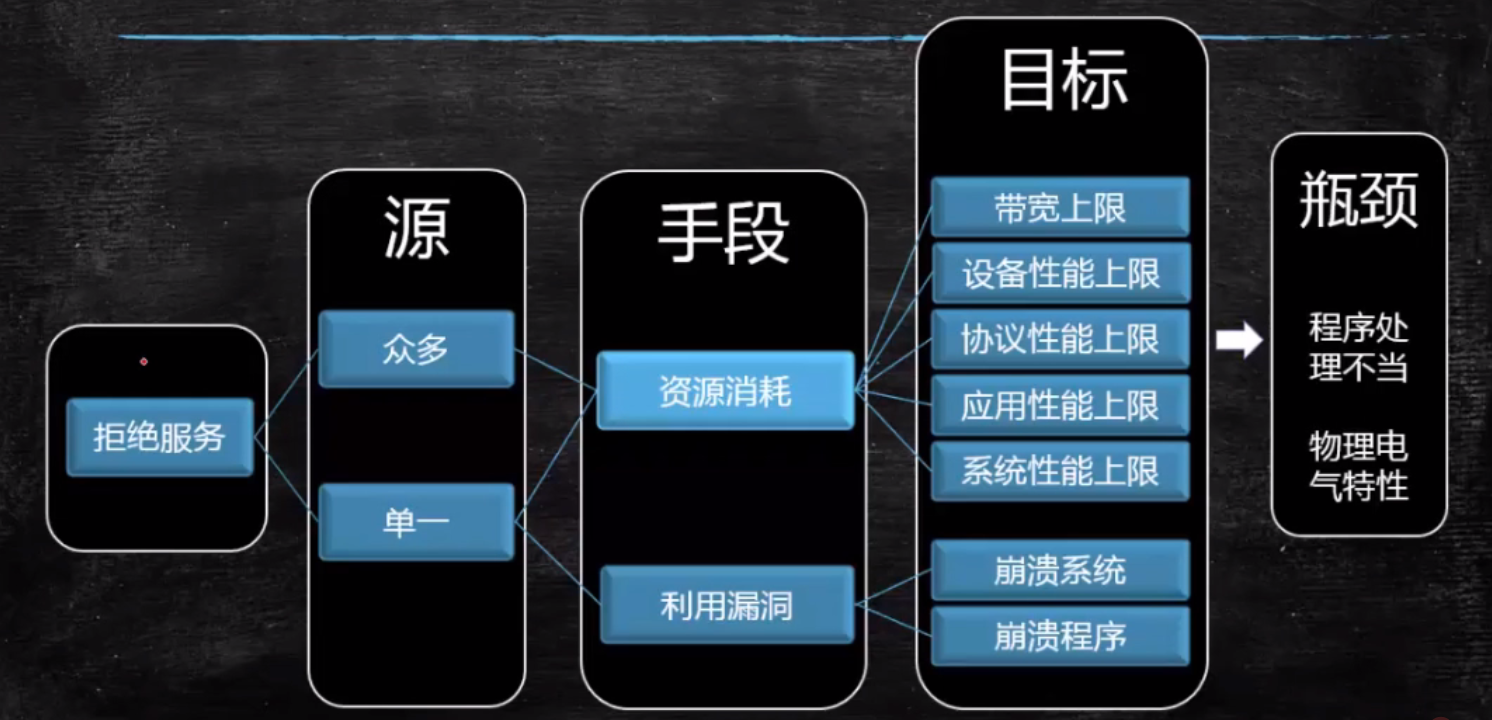 拒绝服务
源
众多
单一
手段
资源消耗
利用漏洞
目标
带宽上限
设备性能上限
协议性能上限
应用性能上限
系统性能上限
崩溃系统
崩溃程序
瓶颈
程序处
理不当
物理电
气特性